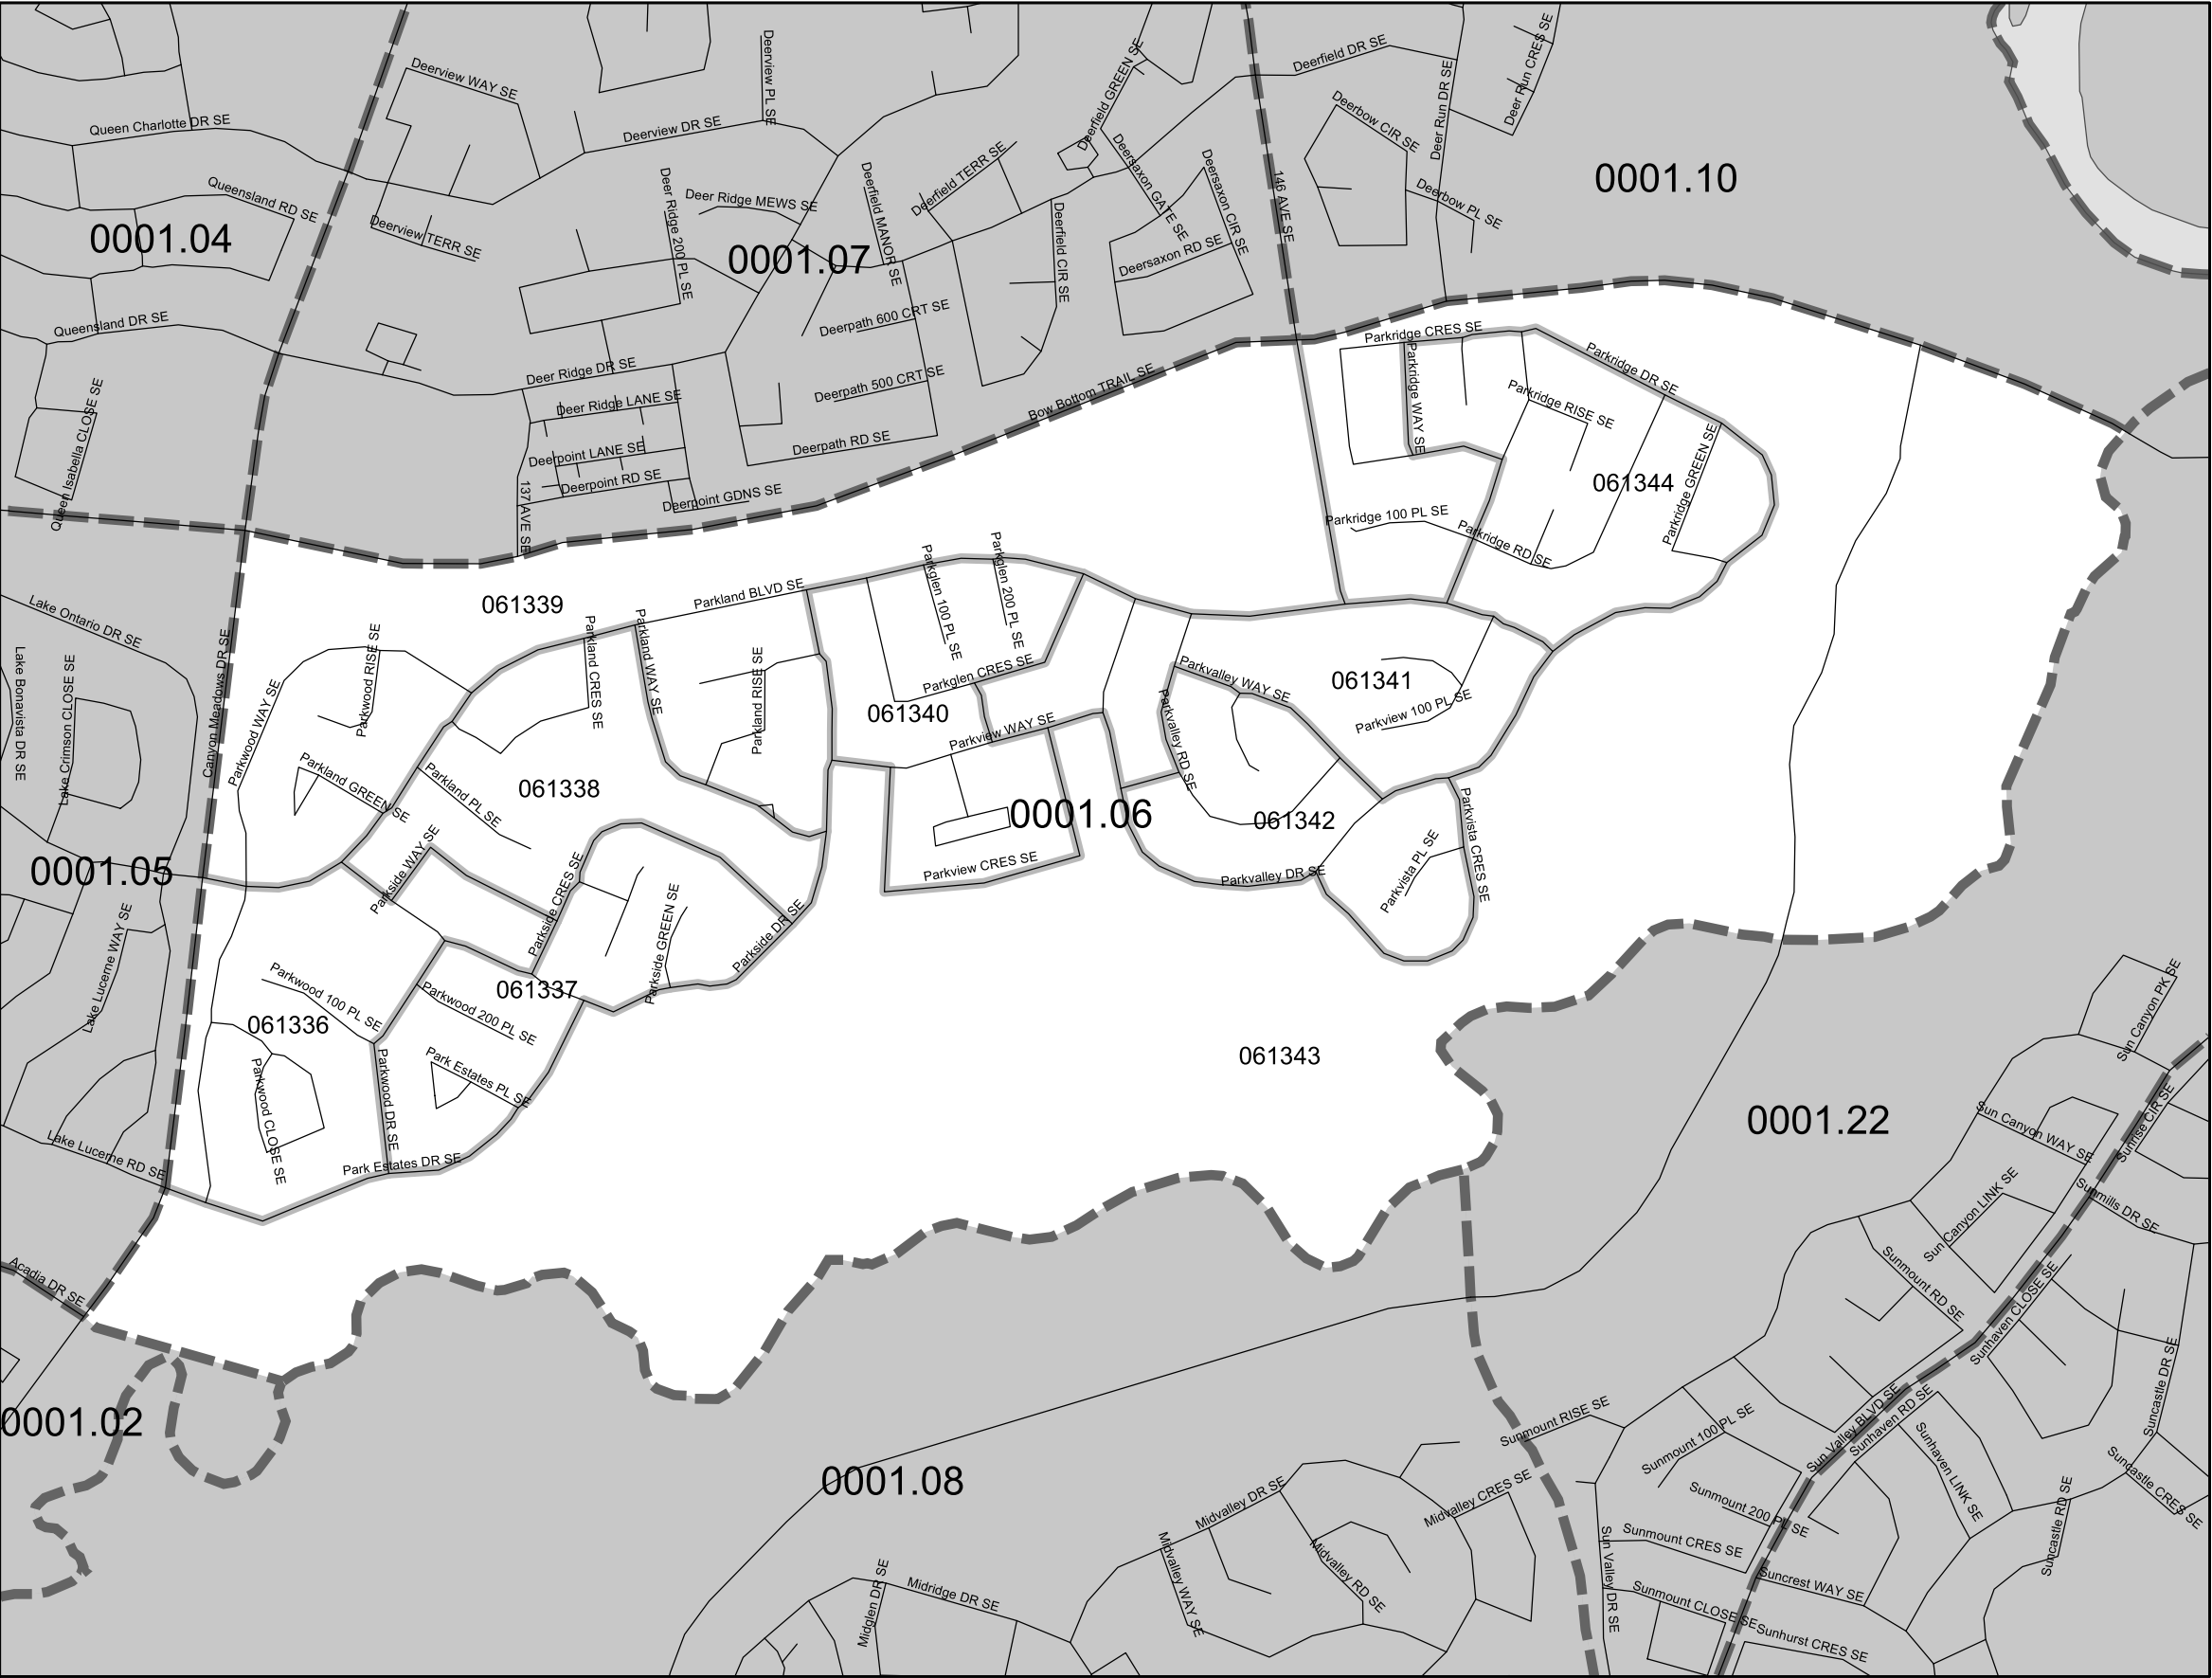 Deerview WAY SE
Deerview PL SE
Deerfield GREEN SE
Deerfield DR SE
Deer Run DR SE
Deer Run CRES SE
Queen Charlotte DR SE
Deerview DR SE
Deerbow CIR SE
0001.10
Queensland RD SE
Deer Ridge 200 PL SE
Deer Ridge MEWS SE
Deerfield MANOR SE
Deerfield TERR SE
Deersaxon GATE SE
Deersaxon CIR SE
146 AVE SE
Deerbow PL SE
0001.04
Deerview TERR SE
0001.07
Deerfield CIR SE
Deersaxon RD SE
Queensland DR SE
Deerpath 600 CRT SE
Parkridge CRES SE
Deer Ridge DR SE
Deerpath 500 CRT SE
Bow Bottom TRAIL SE
Parkridge WAY SE
Parkridge DR SE
Parkridge RISE SE
Deer Ridge LANE SE
Queen Isabella CLOSE SE
Deerpoint LANE SE
Deerpath RD SE
Deerpoint RD SE
Deerpoint GDNS SE
137 AVE SE
061344
Parkridge GREEN SE
Parkridge 100 PL SE
Parkridge RD SE
Lake Ontario DR SE
061339
Parkland BLVD SE
Parkglen 100 PL SE
Parkglen 200 PL SE
Lake Bonavista DR SE
Lake Crimson CLOSE SE
Canyon Meadows DR SE
Parkwood WAY SE
Parkwood RISE SE
Parkland CRES SE
Parkland WAY SE
Parkland RISE SE
Parkglen CRES SE
061340
Parkview WAY SE
Parkvalley WAY SE
Parkvalley RD SE
061341
Parkview 100 PL SE
Parkland GREEN SE
Parkland PL SE
061338
0001.06
061342
0001.05
Parkside WAY SE
Parkside CRES SE
Parkview CRES SE
Parkvalley DR SE
Parkvista PL SE
Parkvista CRES SE
Lake Lucerne WAY SE
Parkside GREEN SE
Parkside DR SE
061337
Parkwood 100 PL SE
Parkwood 200 PL SE
061336
061343
Sun Canyon PK SE
Parkwood CLOSE SE
Parkwood DR SE
Park Estates PL SE
0001.22
Sun Canyon WAY SE
Sunrise CIR SE
Lake Lucerne RD SE
Park Estates DR SE
Sun Canyon LINK SE
Sunmills DR SE
Acadia DR SE
Sunmount RD SE
Sunhaven CLOSE SE
Suncastle DR SE
0001.02
Sunmount RISE SE
Sunmount 100 PL SE
Sun Valley BLVD SE
Sunhaven RD SE
Sunhaven LINK SE
Suncastle CRES SE
0001.08
Midvalley DR SE
Midvalley CRES SE
Sunmount 200 PL SE
Suncastle RD SE
Midglen DR SE
Midridge DR SE
Midvalley WAY SE
Midvalley RD SE
Sun Valley DR SE
Sunmount CRES SE
Suncrest WAY SE
Sunmount CLOSE SE
Sunhurst CRES SE